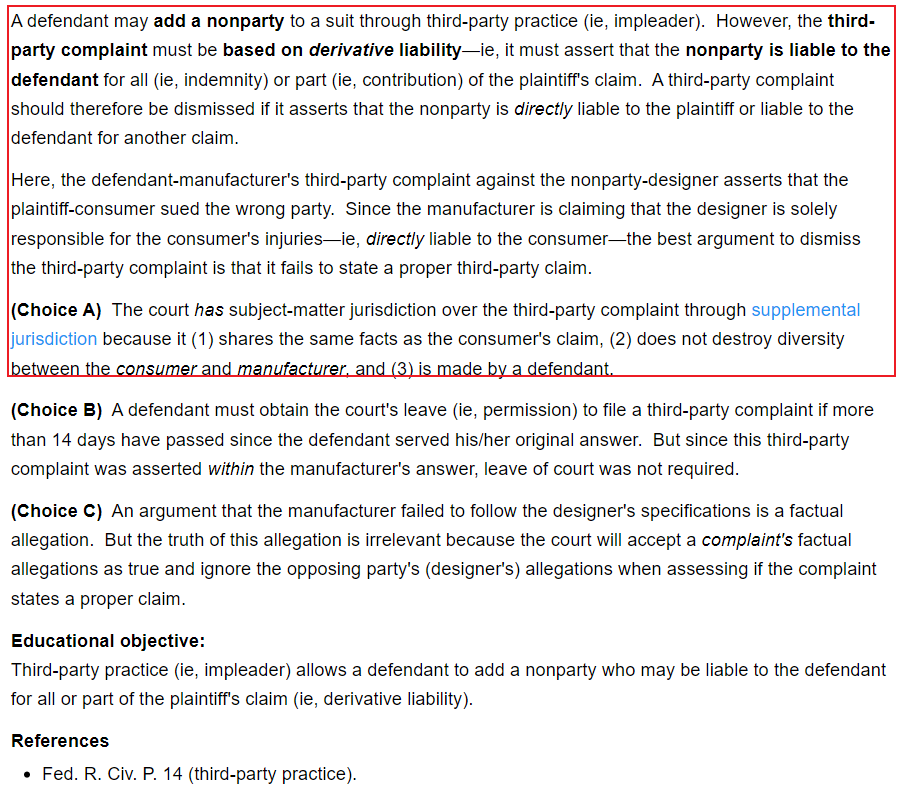 A defendant may add a nonparty to a suit through third-party practice (ie, impleader).  However, the third-
party complaint must be based on derivative liability—ie, it must assert that the nonparty is liable to the
defendant for all (ie, indemnity) or part (ie, contribution) of the plaintiff's claim.  A third-party complaint
should therefore be dismissed if it asserts that the nonparty is directly liable to the plaintiff or liable to the
defendant for another claim.
Here, the defendant-manufacturer's third-party complaint against the nonparty-designer asserts that the
plaintiff-consumer sued the wrong party.  Since the manufacturer is claiming that the designer is solely
responsible for the consumer's injuries—ie, directly liable to the consumer—the best argument to dismiss
the third-party complaint is that it fails to state a proper third-party claim.
(Choice A)  The court has subject-matter jurisdiction over the third-party complaint through supplemental
jurisdiction because it (1) shares the same facts as the consumer's claim, (2) does not destroy diversity
between the consumer and manufacturer, and (3) is made by a defendant.
(Choice B)  A defendant must obtain the court's leave (ie, permission) to file a third-party complaint if more
than 14 days have passed since the defendant served his/her original answer.  But since this third-party
complaint was asserted within the manufacturer's answer, leave of court was not required.
(Choice C)  An argument that the manufacturer failed to follow the designer's specifications is a factual
allegation.  But the truth of this allegation is irrelevant because the court will accept a complaint's factual
allegations as true and ignore the opposing party's (designer's) allegations when assessing if the complaint
states a proper claim.
Educational objective:
Third-party practice (ie, impleader) allows a defendant to add a nonparty who may be liable to the defendant
for all or part of the plaintiff's claim (ie, derivative liability).
References
• Fed. R. Civ. P. 14 (third-party practice).